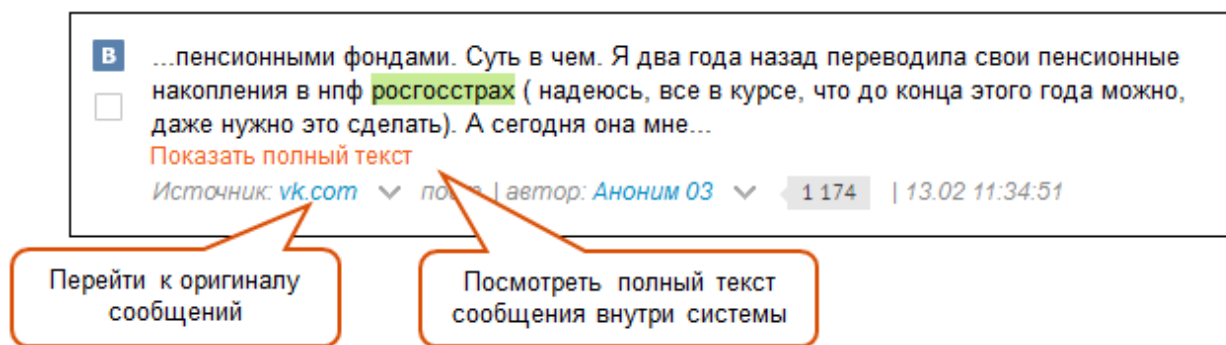 В
...пенсионными фондами. Суть в чем. Я два года назад переводила свои пенсионные
накопления в нпф росгосстрах ( надеюсь, все в курсе, что до конца этого года можно,
даже нужно это сделать). А сегодня она мне...
Показать полный текст
Источник: vk.com | автор: Аноним 03 1 174 | 13.02 11:34:51
Перейти к оригиналу
сообщений
Посмотреть полный текст
сообщения внутри системы